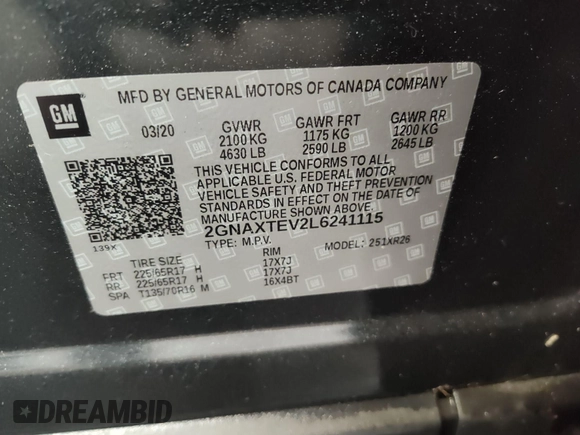 GM
MFD BY GENERAL MOTORS OF CANADA COMPANY
03/20 GVWR GAWR FRT GAWR RR
2100 KG 1175 KG 1200 KG
4630 LB 2590 LB 2645 LB
THIS VEHICLE CONFORMS TO ALL
APPLICABLE U.S. FEDERAL MOTOR
VEHICLE SAFETY AND THEFT PREVENTION
STANDARDS IN EFFECT ON THE DATE OF
MANUFACTURE SHOWN ABOVE.
2GNAXTEV2L6241115
139X TYPE: M.P.V. MODEL: 251XR26
TIRE SIZE RIM
FRT 225/65R17 H 17X7J
RR 225/65R17 H 17X7J
SPA T135/70R16 M 16X4BT
DREAMBID